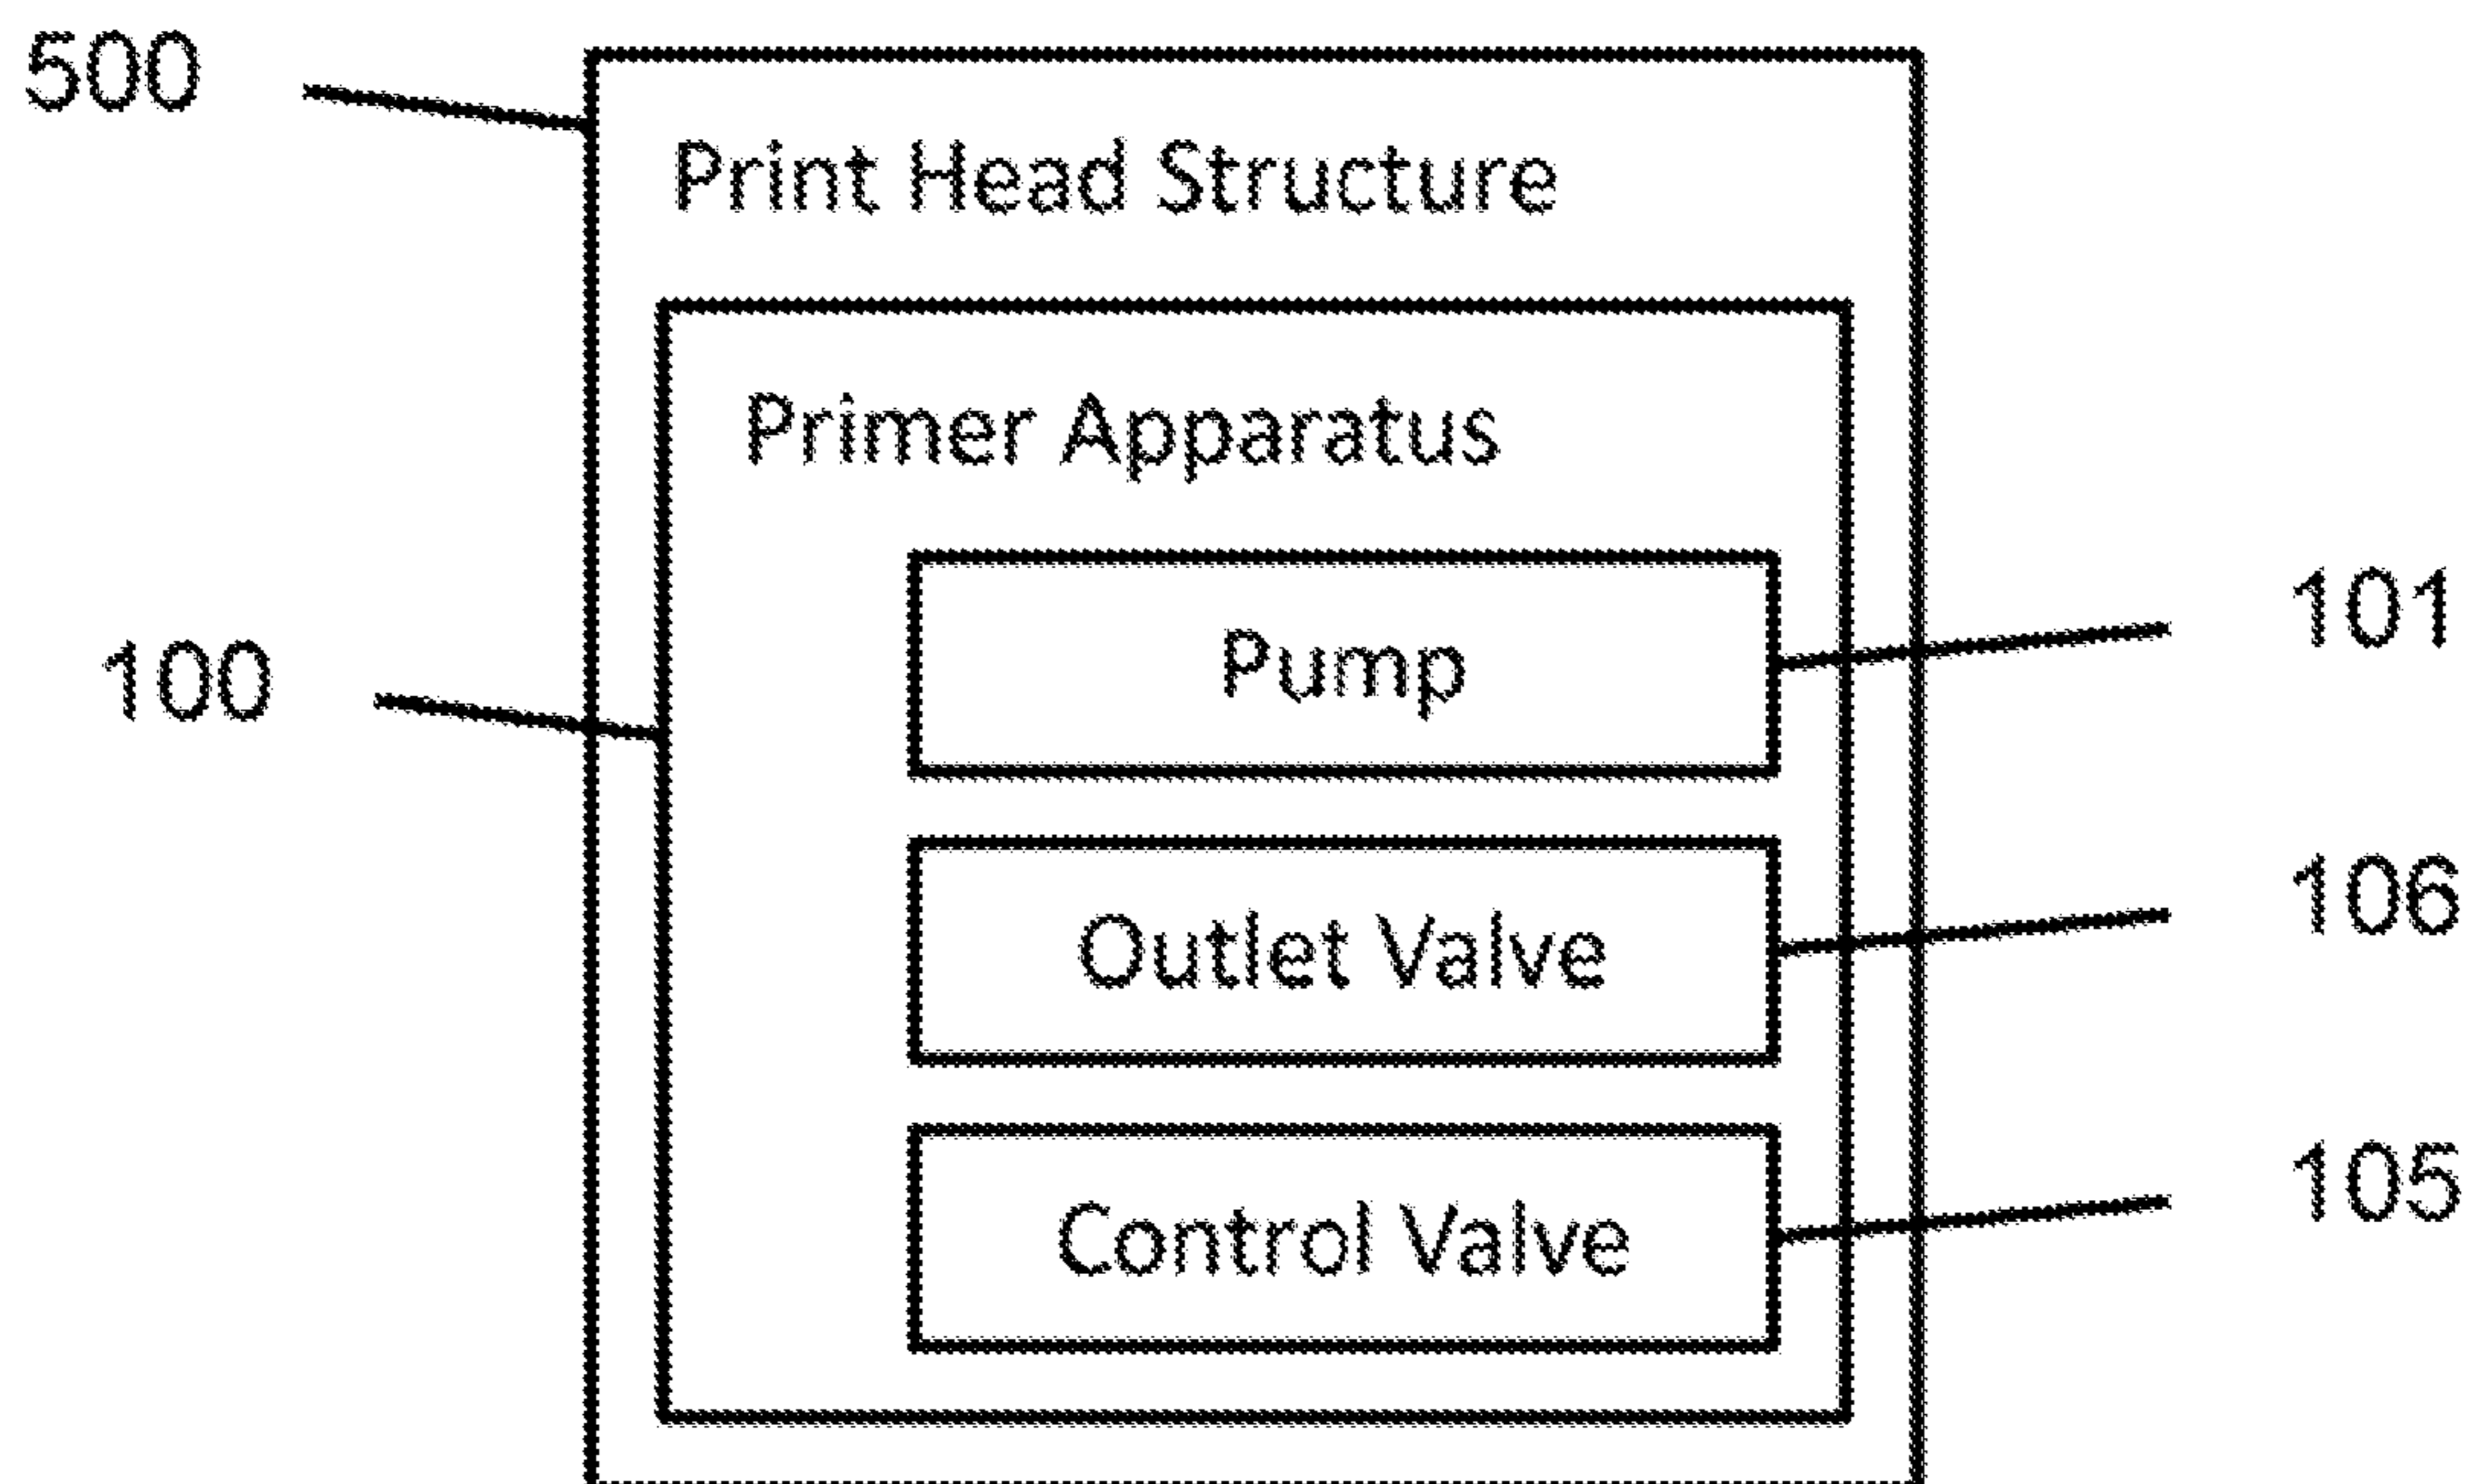 500
Print Head Structure
Primer Apparatus
Pump
101
100
Outlet Valve
106
Control Valve
105